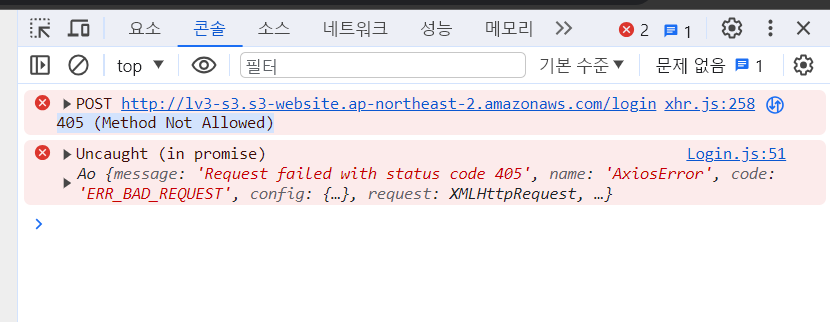 요소 콘솔 소스 네트워크 성능 메모리 2 1
top 필터 기본 수준 문제 없음 1
POST http://lv3-s3.s3-website.ap-northeast-2.amazonaws.com/login xhr.js:258
405 (Method Not Allowed)
Uncaught (in promise) Login.js:51
Ao {message: 'Request failed with status code 405', name: 'AxiosError', code:
'ERR_BAD_REQUEST', config: {…}, request: XMLHttpRequest, …}